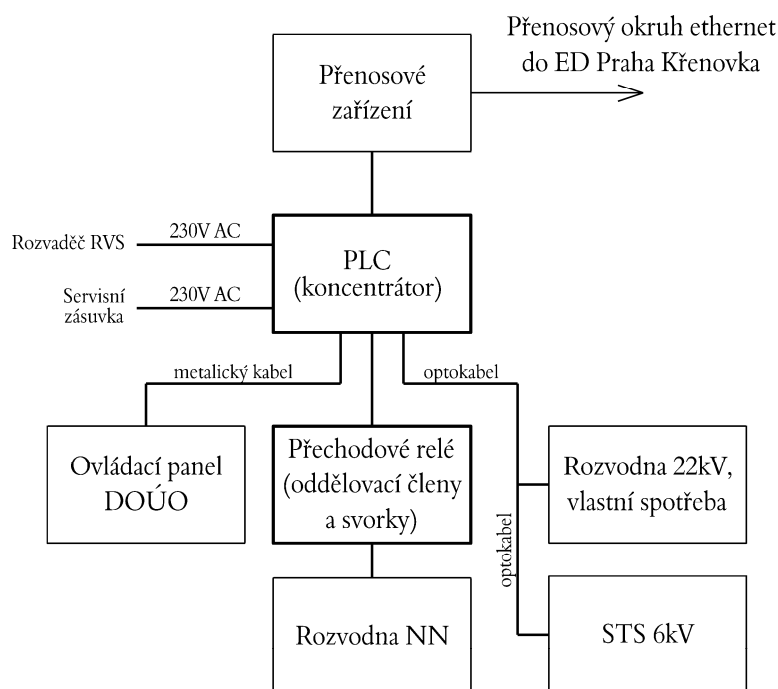 Přenosový okruh ethernet
do ED Praha Křenovka
Přenosové
zařízení
Rozvaděč RVS
230V AC
PLC
(koncentrátor)
Servisní
zásuvka
230V AC
metalický kabel
optokabel
Ovládací panel
DOÚO
Přechodové relé
(oddělovací členy
a svorky)
Rozvodna 22kV,
vlastní spotřeba
optokabel
Rozvodna NN
STS 6kV